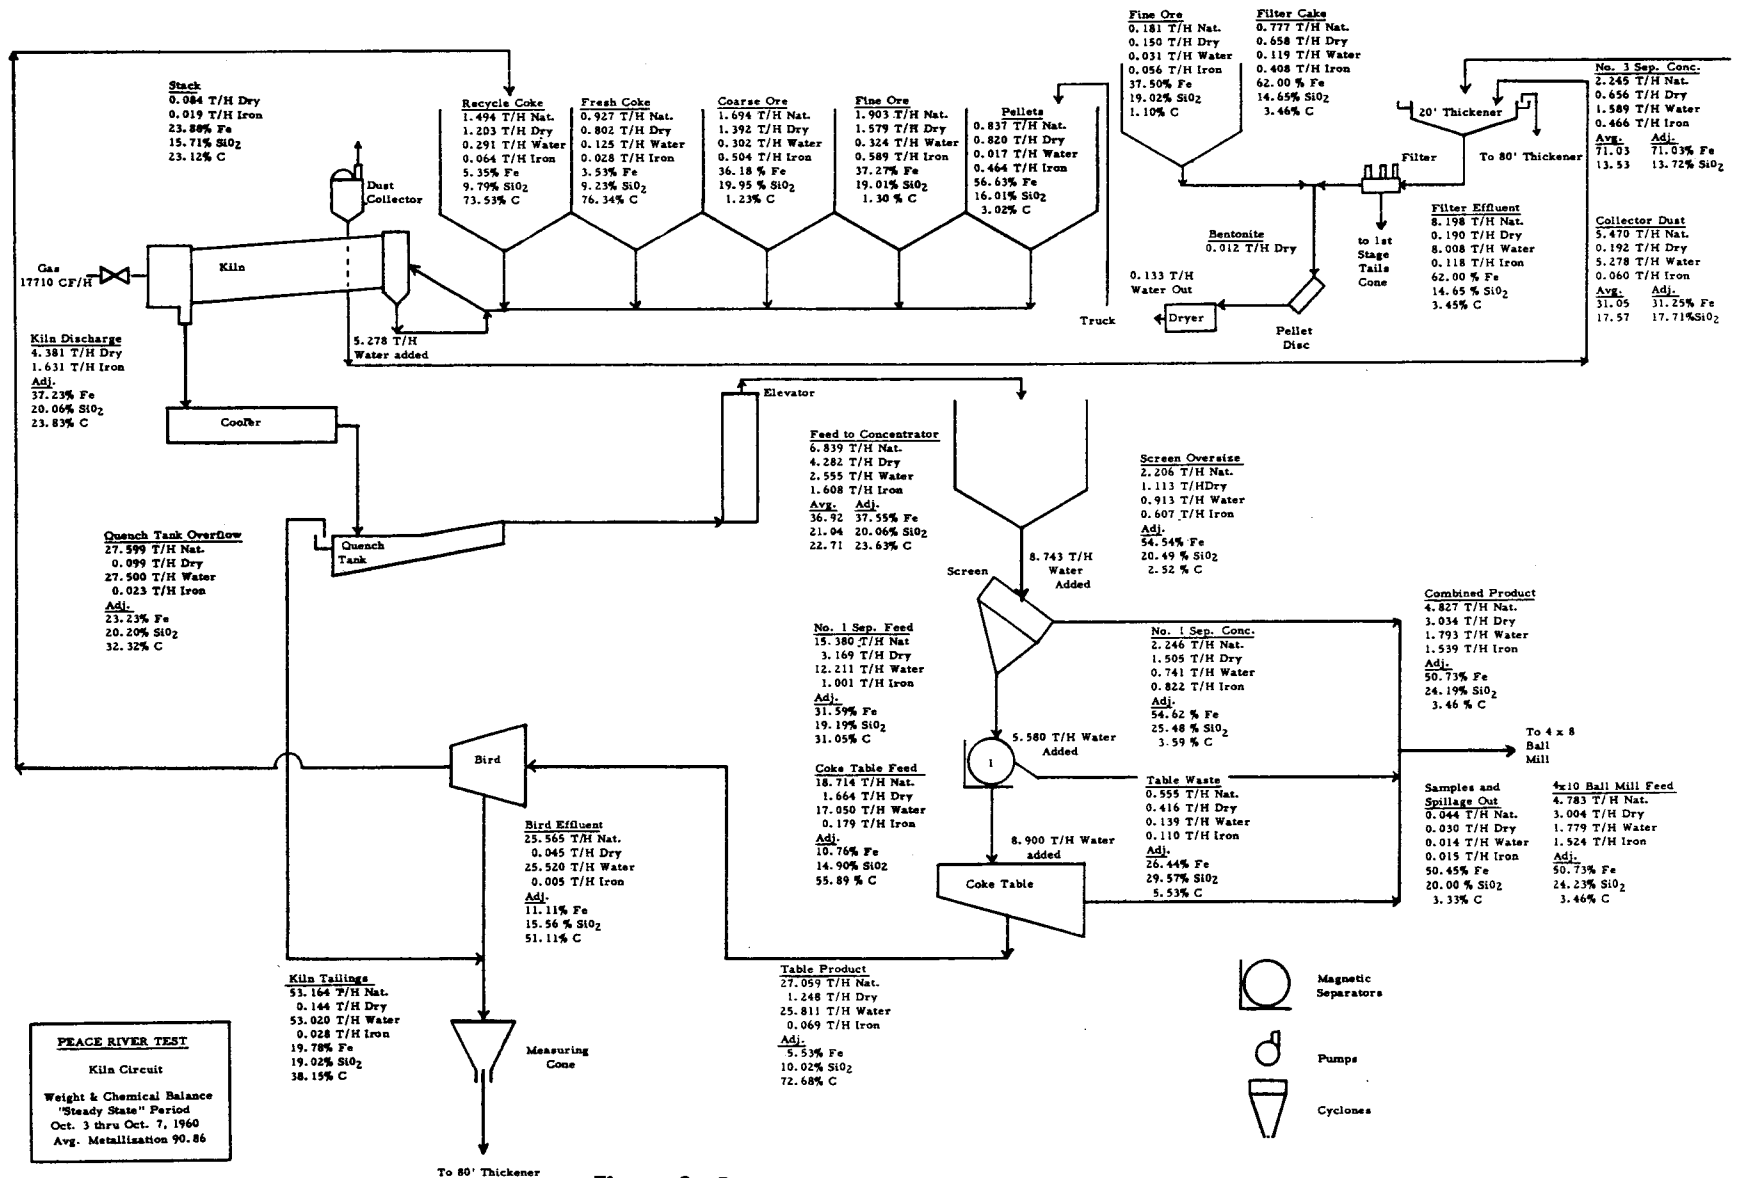 Stack
0.084 T/H Dry
0.019 T/H Iron
23.88% Fe
15.71% SiO2
23.12% C
Dust
Collector
Recycle Coke
1.494 T/H Nat.
1.203 T/H Dry
0.291 T/H Water
0.064 T/H Iron
5.35% Fe
9.79% SiO2
73.53% C
Fresh Coke
0.927 T/H Nat.
0.802 T/H Dry
0.125 T/H Water
0.028 T/H Iron
3.53% Fe
9.23% SiO2
76.34% C
Coarse Ore
1.694 T/H Nat.
1.392 T/H Dry
0.302 T/H Water
0.504 T/H Iron
36.18 % Fe
19.95 % SiO2
1.23% C
Fine Ore
1.903 T/H Nat.
1.579 T/H Dry
0.324 T/H Water
0.589 T/H Iron
37.27% Fe
19.01% SiO2
1.30 % C
Pellets
0.837 T/H Nat.
0.820 T/H Dry
0.017 T/H Water
0.464 T/H Iron
56.63% Fe
16.01% SiO2
3.02% C
Fine Ore
0.181 T/H Nat.
0.150 T/H Dry
0.031 T/H Water
0.056 T/H Iron
37.50% Fe
19.02% SiO2
1.10% C
Filter Cake
0.777 T/H Nat.
0.658 T/H Dry
0.119 T/H Water
0.408 T/H Iron
62.00 % Fe
14.65% SiO2
3.46% C
No. 3 Sep. Conc.
2.245 T/H Nat.
0.656 T/H Dry
1.589 T/H Water
0.466 T/H Iron
Avg. Adj.
71.03 71.03% Fe
13.53 13.72% SiO2
20' Thickener
To 80' Thickener
Filter
Filter Effluent
8.198 T/H Nat.
0.190 T/H Dry
8.008 T/H Water
0.118 T/H Iron
62.00 % Fe
14.65 % SiO2
3.45% C
to 1st
Stage
Tails
Cone
Collector Dust
5.470 T/H Nat.
0.192 T/H Dry
5.278 T/H Water
0.060 T/H Iron
Avg. Adj.
31.05 31.25% Fe
17.57 17.71%SiO2
Bentonite
0.012 T/H Dry
0.133 T/H
Water Out
Dryer
Pellet
Disc
Truck
Gas
17710 CF/H
Kiln
5.278 T/H
Water added
Kiln Discharge
4.381 T/H Dry
1.631 T/H Iron
Adj.
37.23% Fe
20.06% SiO2
23.83% C
Cooler
Elevator
Feed to Concentrator
6.839 T/H Nat.
4.282 T/H Dry
2.555 T/H Water
1.608 T/H Iron
Avg. Adj.
36.92 37.55% Fe
21.04 20.06% SiO2
22.71 23.63% C
Screen Oversize
2.206 T/H Nat.
1.113 T/HDry
0.913 T/H Water
0.607 T/H Iron
Adj.
54.54% Fe
20.49 % SiO2
2.52 % C
Quench Tank Overflow
27.599 T/H Nat.
0.099 T/H Dry
27.500 T/H Water
0.023 T/H Iron
Adj.
23.23% Fe
20.20% SiO2
32.32% C
Quench
Tank
Screen
8.743 T/H
Water
Added
No. 1 Sep. Feed
15.380 T/H Nat
3.169 T/H Dry
12.211 T/H Water
1.001 T/H Iron
Adj.
31.59% Fe
19.19% SiO2
31.05% C
No. 1 Sep. Conc.
2.246 T/H Nat.
1.505 T/H Dry
0.741 T/H Water
0.822 T/H Iron
Adj.
54.62 % Fe
25.48 % SiO2
3.59 % C
Combined Product
4.827 T/H Nat.
3.034 T/H Dry
1.793 T/H Water
1.539 T/H Iron
Adj.
50.73% Fe
24.19% SiO2
3.46 % C
5.580 T/H Water
Added
1
To 4 x 8
Ball
Mill
Bird
Coke Table Feed
18.714 T/H Nat.
1.664 T/H Dry
17.050 T/H Water
0.179 T/H Iron
Adj.
10.76% Fe
14.90% SiO2
55.89 % C
Table Waste
0.555 T/H Nat.
0.416 T/H Dry
0.139 T/H Water
0.110 T/H Iron
Adj.
26.44% Fe
29.57% SiO2
5.53% C
Samples and
Spillage Out
0.044 T/H Nat.
0.030 T/H Dry
0.014 T/H Water
0.015 T/H Iron
50.45% Fe
20.00 % SiO2
3.33% C
4x10 Ball Mill Feed
4.783 T/H Nat.
3.004 T/H Dry
1.779 T/H Water
1.524 T/H Iron
Adj.
50.73% Fe
24.23% SiO2
3.46% C
Bird Effluent
25.565 T/H Nat.
0.045 T/H Dry
25.520 T/H Water
0.005 T/H Iron
Adj.
11.11% Fe
15.56 % SiO2
51.11% C
8.900 T/H Water
added
Coke Table
Kiln Tailings
53.164 T/H Nat.
0.144 T/H Dry
53.020 T/H Water
0.028 T/H Iron
19.78% Fe
19.02% SiO2
38.15% C
Table Product
27.059 T/H Nat.
1.248 T/H Dry
25.811 T/H Water
0.069 T/H Iron
Adj.
5.53% Fe
10.02% SiO2
72.68% C
Magnetic
Separators
Pumps
Cyclones
Measuring
Cone
To 80' Thickener
PEACE RIVER TEST
Kiln Circuit
Weight & Chemical Balance
"Steady State" Period
Oct. 3 thru Oct. 7, 1960
Avg. Metallization 90.86